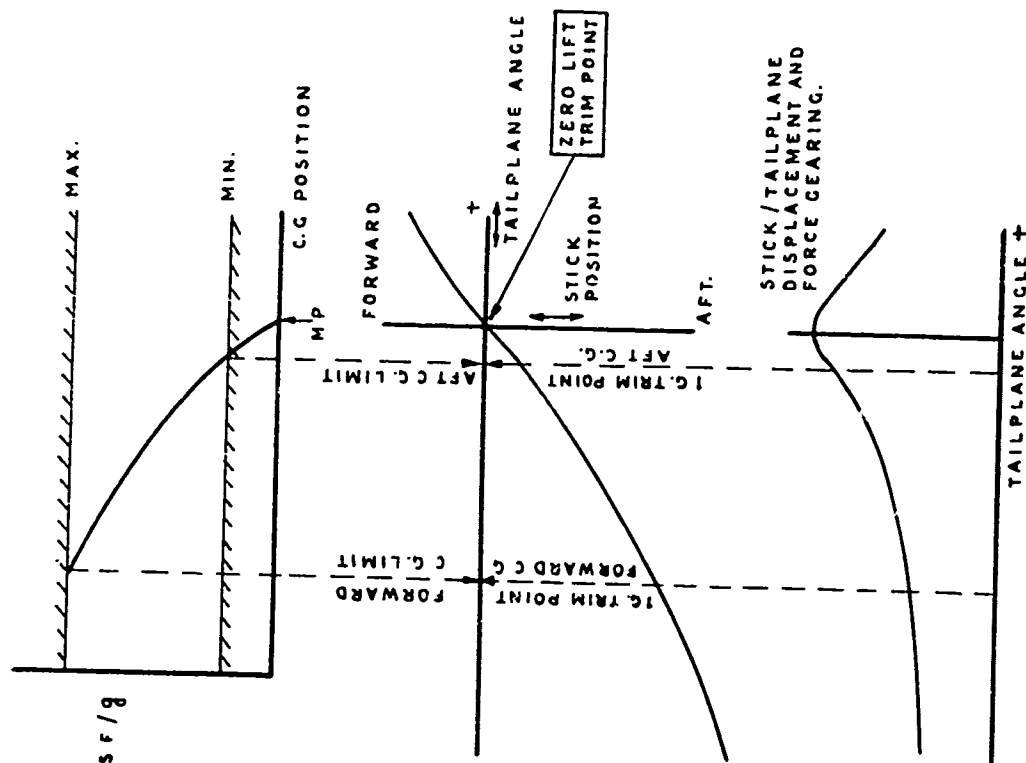 S F/g
MAX.
MIN.
C.G POSITION
MP
FORWARD
C.G. LIMIT
AFT C.G. LIMIT
FORWARD
+
TAILPLANE ANGLE
ZERO LIFT
TRIM POINT
STICK
POSITION
AFT.
1G. TRIM POINT
FORWARD C G
1G. TRIM POINT
AFT C.G.
STICK/TAILPLANE
DISPLACEMENT AND
FORCE GEARING.
TAILPLANE ANGLE +